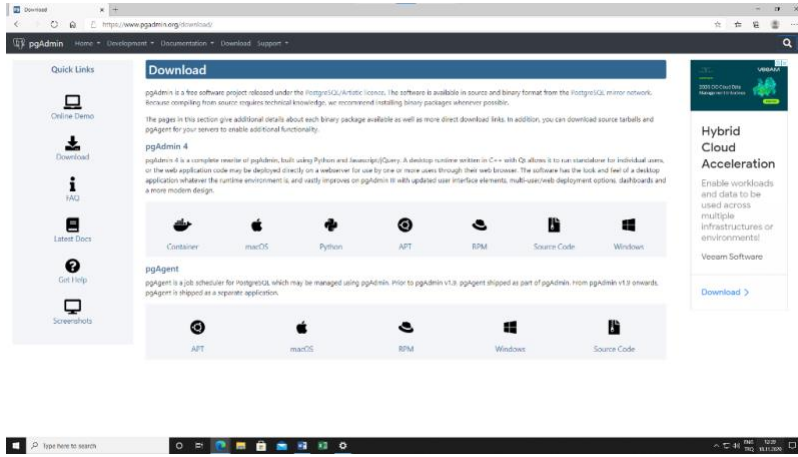 Download
https://www.pgadmin.org/download/
pgAdmin Home Development Documentation Download Support
Quick Links
Online Demo
Download
FAQ
Latest Docs
Get Help
Screenshots
Download
pgAdmin is a free software project released under the PostgreSQL/Artistic licence. The software is available in source and binary format from the PostgreSQL mirror network.
Because compiling from source requires technical knowledge, we recommend installing binary packages whenever possible.
The pages in this section give additional details about each binary package available as well as more direct download links. In addition, you can download source tarballs and
pgAgent for your servers to enable additional functionality.
pgAdmin 4
pgAdmin 4 is a complete rewrite of pgAdmin, built using Python and Javascript/jQuery. A desktop runtime written in C++ with Qt allows it to run standalone for individual users,
or the web application code may be deployed directly on a webserver for use by one or more users through their web browser. The software has the look and feel of a desktop
application whatever the runtime environment is, and vastly improves on pgAdmin III with updated user interface elements, multi-user/web deployment options, dashboards and
a more modern design.
Container macOS Python APT RPM Source Code Windows
pgAgent
pgAgent is a job scheduler for PostgreSQL which may be managed using pgAdmin. Prior to pgAdmin v1.9, pgAgent shipped as part of pgAdmin. From pgAdmin v1.9 onwards,
pgAgent is shipped as a separate application.
APT macOS RPM Windows Source Code
VEEAM
Hybrid
Cloud
Acceleration
Enable workloads
and data to be
used across
multiple
infrastructures or
environments!
Veeam Software
Download
Type here to search
ENG
TRQ